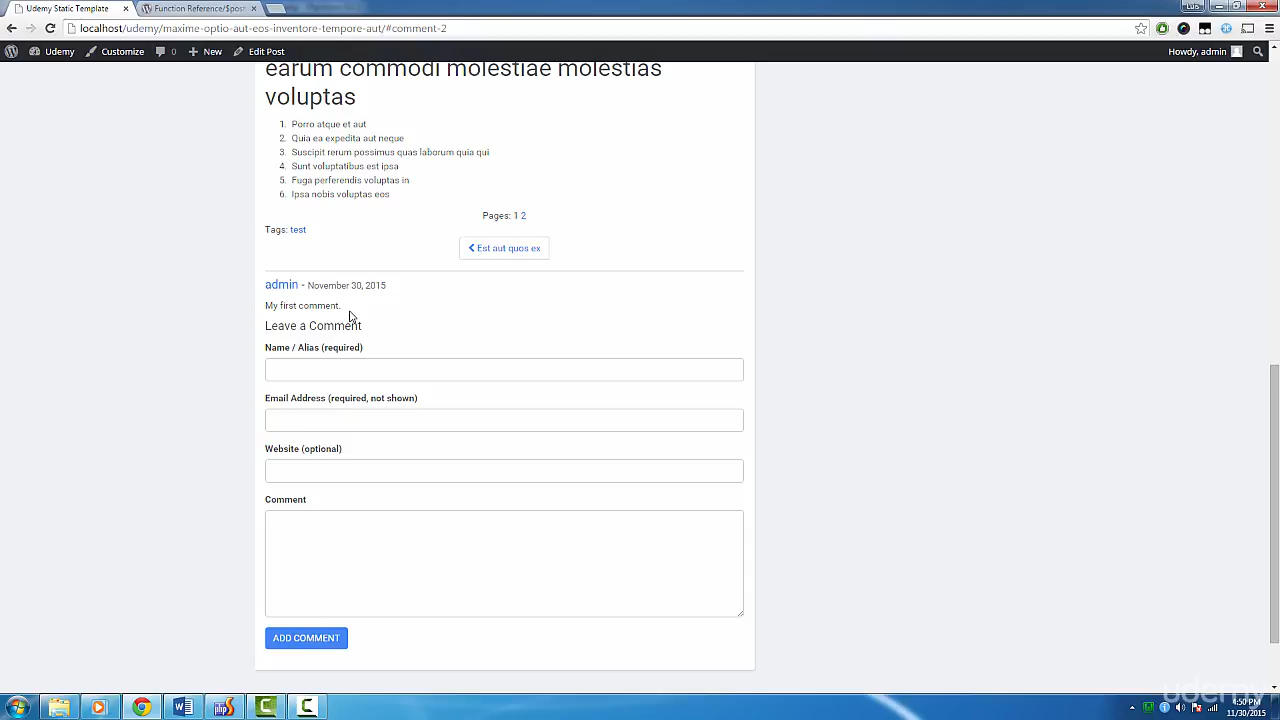 Udemy Static Template
Function Reference/$post
Luis
localhost/udemy/maxime-optio-aut-eos-inventore-tempore-aut/#comment-2
Udemy Customize 0 New Edit Post Howdy, admin
earum commodi molestiae molestias
voluptas
1. Porro atque et aut
2. Quia ea expedita aut neque
3. Suscipit rerum possimus quas laborum quia qui
4. Sunt voluptatibus est ipsa
5. Fuga perferendis voluptas in
6. Ipsa nobis voluptas eos
Pages: 1 2
Tags: test
Est aut quos ex
admin - November 30, 2015
My first comment.
Leave a Comment
Name / Alias (required)
Email Address (required, not shown)
Website (optional)
Comment
ADD COMMENT
udemy
4:50 PM
11/30/2015